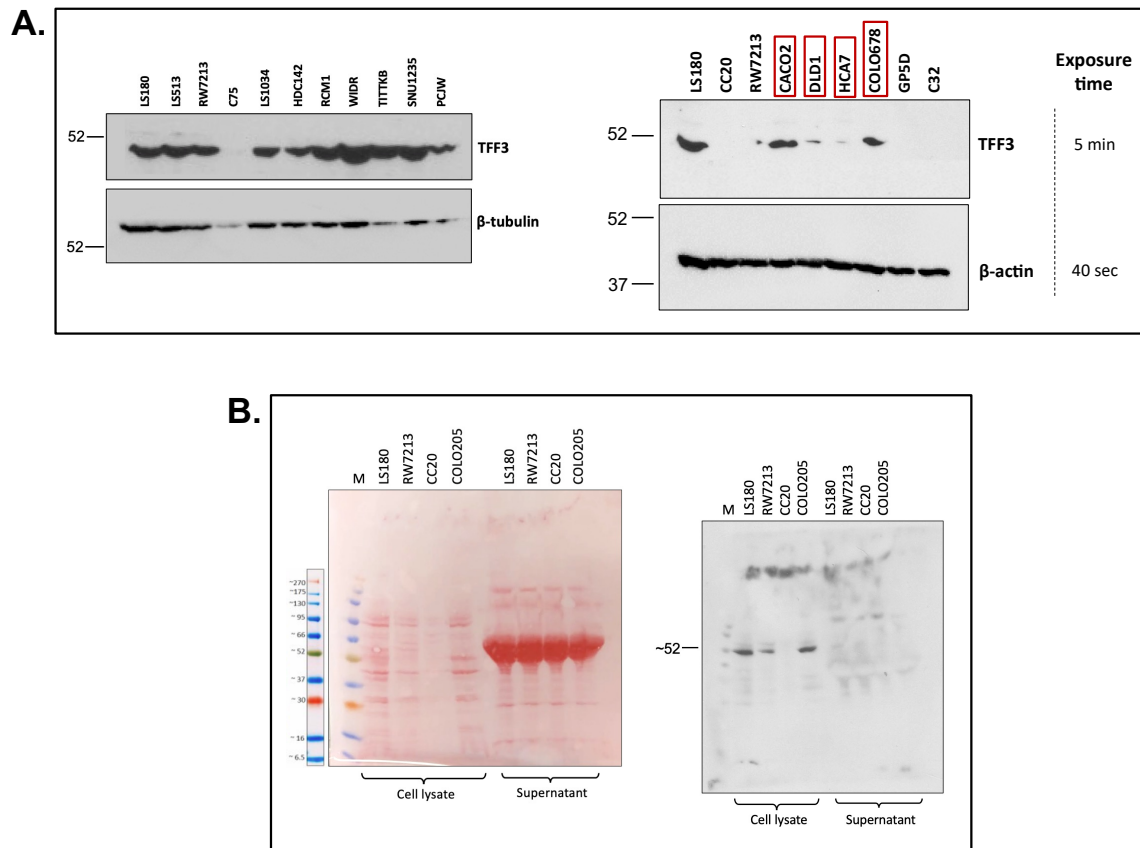 A.
LS180
LS513
RW7213
C75
LS1034
HDC142
RCM1
WIDR
TITTKB
SNU1235
PCJW
52
TFF3
β-tubulin
52
LS180
CC20
RW7213
CACO2
DLD1
HCA7
COLO678
GP5D
C32
Exposure
time
52
TFF3
5 min
52
β-actin
40 sec
37
B.
M
LS180
RW7213
CC20
COLO205
LS180
RW7213
CC20
COLO205
~270
~175
~130
~95
~66
~52
~37
~30
~16
~6.5
Cell lysate
Supernatant
M
LS180
RW7213
CC20
COLO205
LS180
RW7213
CC20
COLO205
~52
Cell lysate
Supernatant